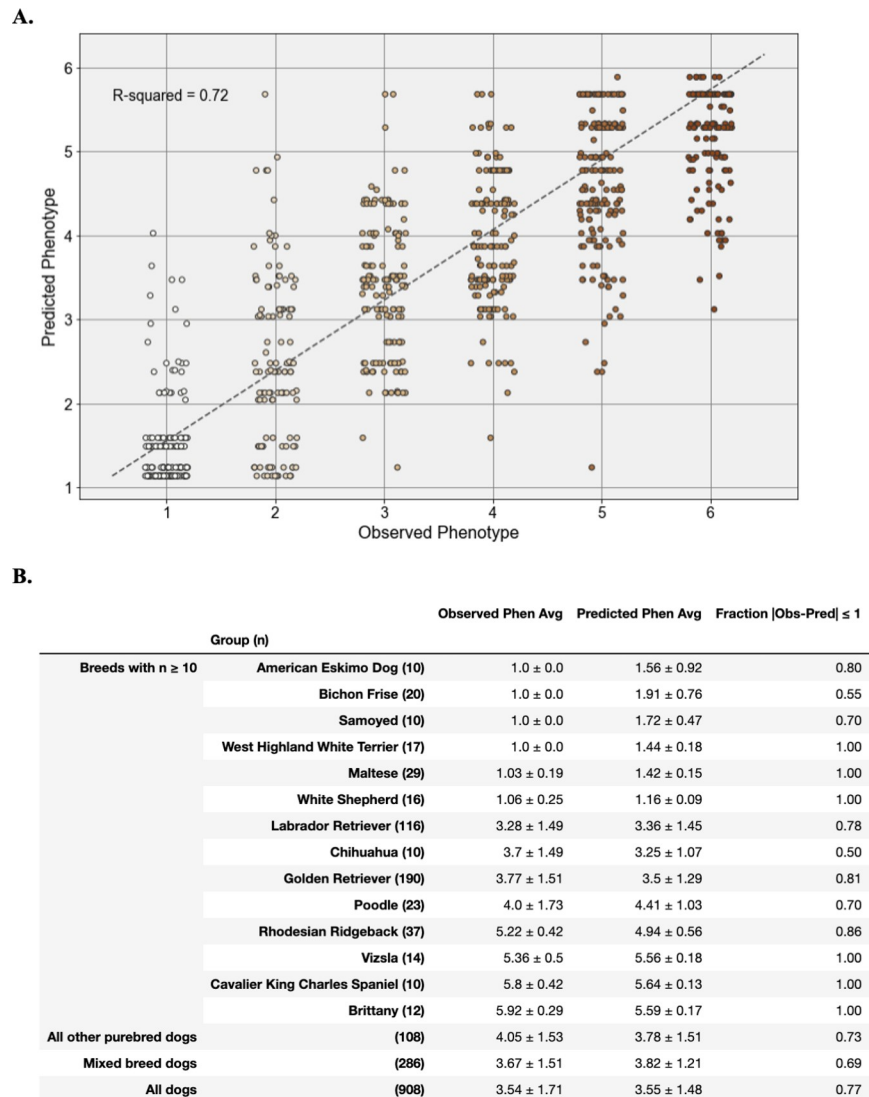 A.
R-squared = 0.72
6
5
4
3
2
1
Predicted Phenotype
1 2 3 4 5 6
Observed Phenotype
B.
Observed Phen Avg Predicted Phen Avg Fraction |Obs-Pred| ≤ 1
Group (n)
Breeds with n ≥ 10 American Eskimo Dog (10) 1.0 ± 0.0 1.56 ± 0.92 0.80
Bichon Frise (20) 1.0 ± 0.0 1.91 ± 0.76 0.55
Samoyed (10) 1.0 ± 0.0 1.72 ± 0.47 0.70
West Highland White Terrier (17) 1.0 ± 0.0 1.44 ± 0.18 1.00
Maltese (29) 1.03 ± 0.19 1.42 ± 0.15 1.00
White Shepherd (16) 1.06 ± 0.25 1.16 ± 0.09 1.00
Labrador Retriever (116) 3.28 ± 1.49 3.36 ± 1.45 0.78
Chihuahua (10) 3.7 ± 1.49 3.25 ± 1.07 0.50
Golden Retriever (190) 3.77 ± 1.51 3.5 ± 1.29 0.81
Poodle (23) 4.0 ± 1.73 4.41 ± 1.03 0.70
Rhodesian Ridgeback (37) 5.22 ± 0.42 4.94 ± 0.56 0.86
Vizsla (14) 5.36 ± 0.5 5.56 ± 0.18 1.00
Cavalier King Charles Spaniel (10) 5.8 ± 0.42 5.64 ± 0.13 1.00
Brittany (12) 5.92 ± 0.29 5.59 ± 0.17 1.00
All other purebred dogs (108) 4.05 ± 1.53 3.78 ± 1.51 0.73
Mixed breed dogs (286) 3.67 ± 1.51 3.82 ± 1.21 0.69
All dogs (908) 3.54 ± 1.71 3.55 ± 1.48 0.77